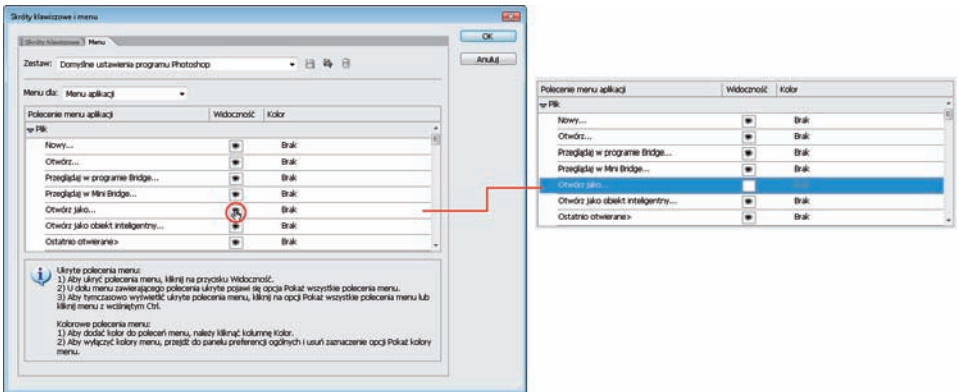 Skróty klawiszowe i menu
Skróty klawiszowe Menu
OK
Zestaw: Domyślne ustawienia programu Photoshop
Anuluj
Menu dla: Menu aplikacji
Polecenie menu aplikacji Widoczność Kolor
Plik
Nowy... Brak
Otwórz... Brak
Przeglądaj w programie Bridge... Brak
Przeglądaj w Mini Bridge... Brak
Otwórz jako... Brak
Otwórz jako obiekt inteligentny... Brak
Ostatnio otwierane> Brak
Ukryte polecenia menu:
1) Aby ukryć polecenia menu, kliknij na przycisku Widoczność.
2) U dołu menu zawierającego polecenia ukryte pojawi się opcja Pokaż wszystkie polecenia menu.
3) Aby tymczasowo wyświetlić ukryte polecenia menu, kliknij na opcji Pokaż wszystkie polecenia menu lub
kliknij menu z wciśniętym Ctrl.
Kolorowe polecenia menu:
1) Aby dodać kolor do poleceń menu, należy kliknąć kolumnę Kolor.
2) Aby wyłączyć kolory menu, przejdź do panelu preferencji ogólnych i usuń zaznaczenie opcji Pokaż kolory
menu.
Polecenie menu aplikacji Widoczność Kolor
Plik
Nowy... Brak
Otwórz... Brak
Przeglądaj w programie Bridge... Brak
Przeglądaj w Mini Bridge... Brak
Otwórz jako...
Otwórz jako obiekt inteligentny... Brak
Ostatnio otwierane> Brak